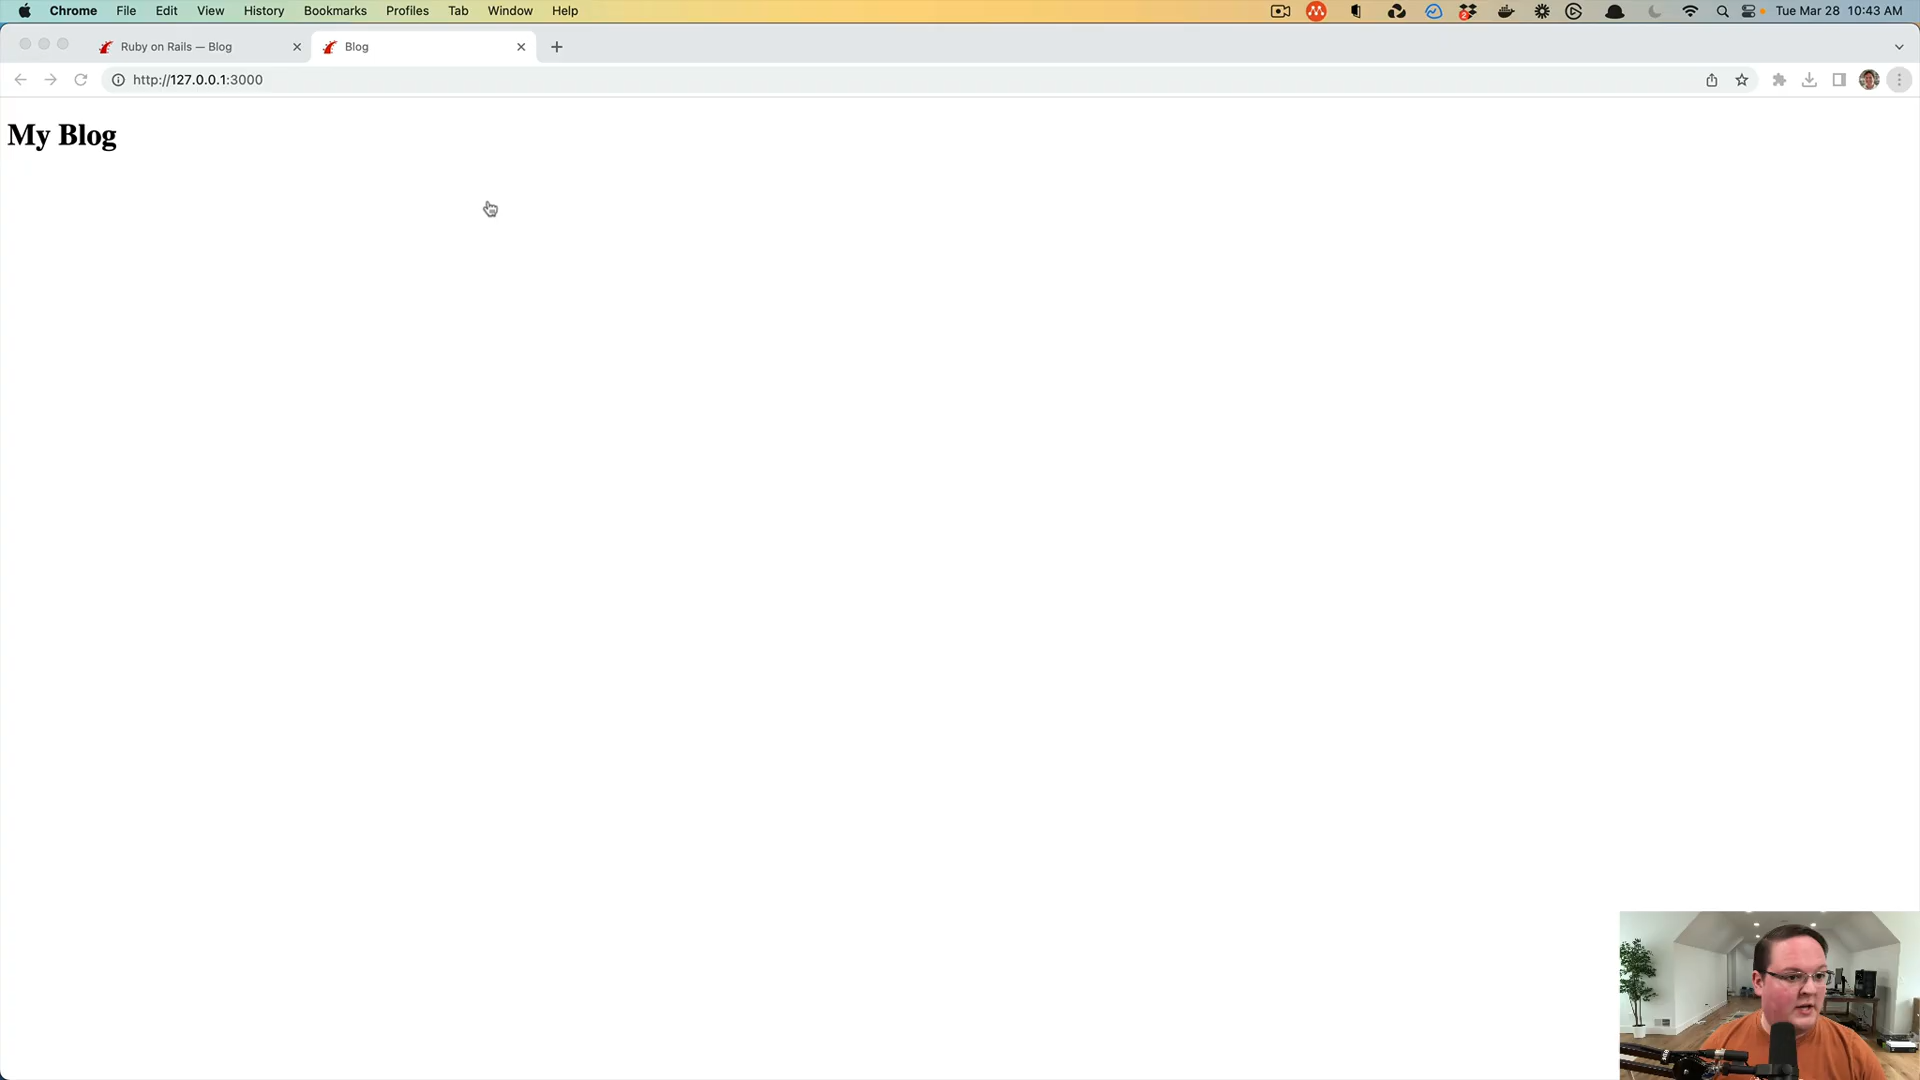 Chrome File Edit View History Bookmarks Profiles Tab Window Help 2 Tue Mar 28 10:43 AM
Ruby on Rails — Blog Blog
http://127.0.0.1:3000
My Blog